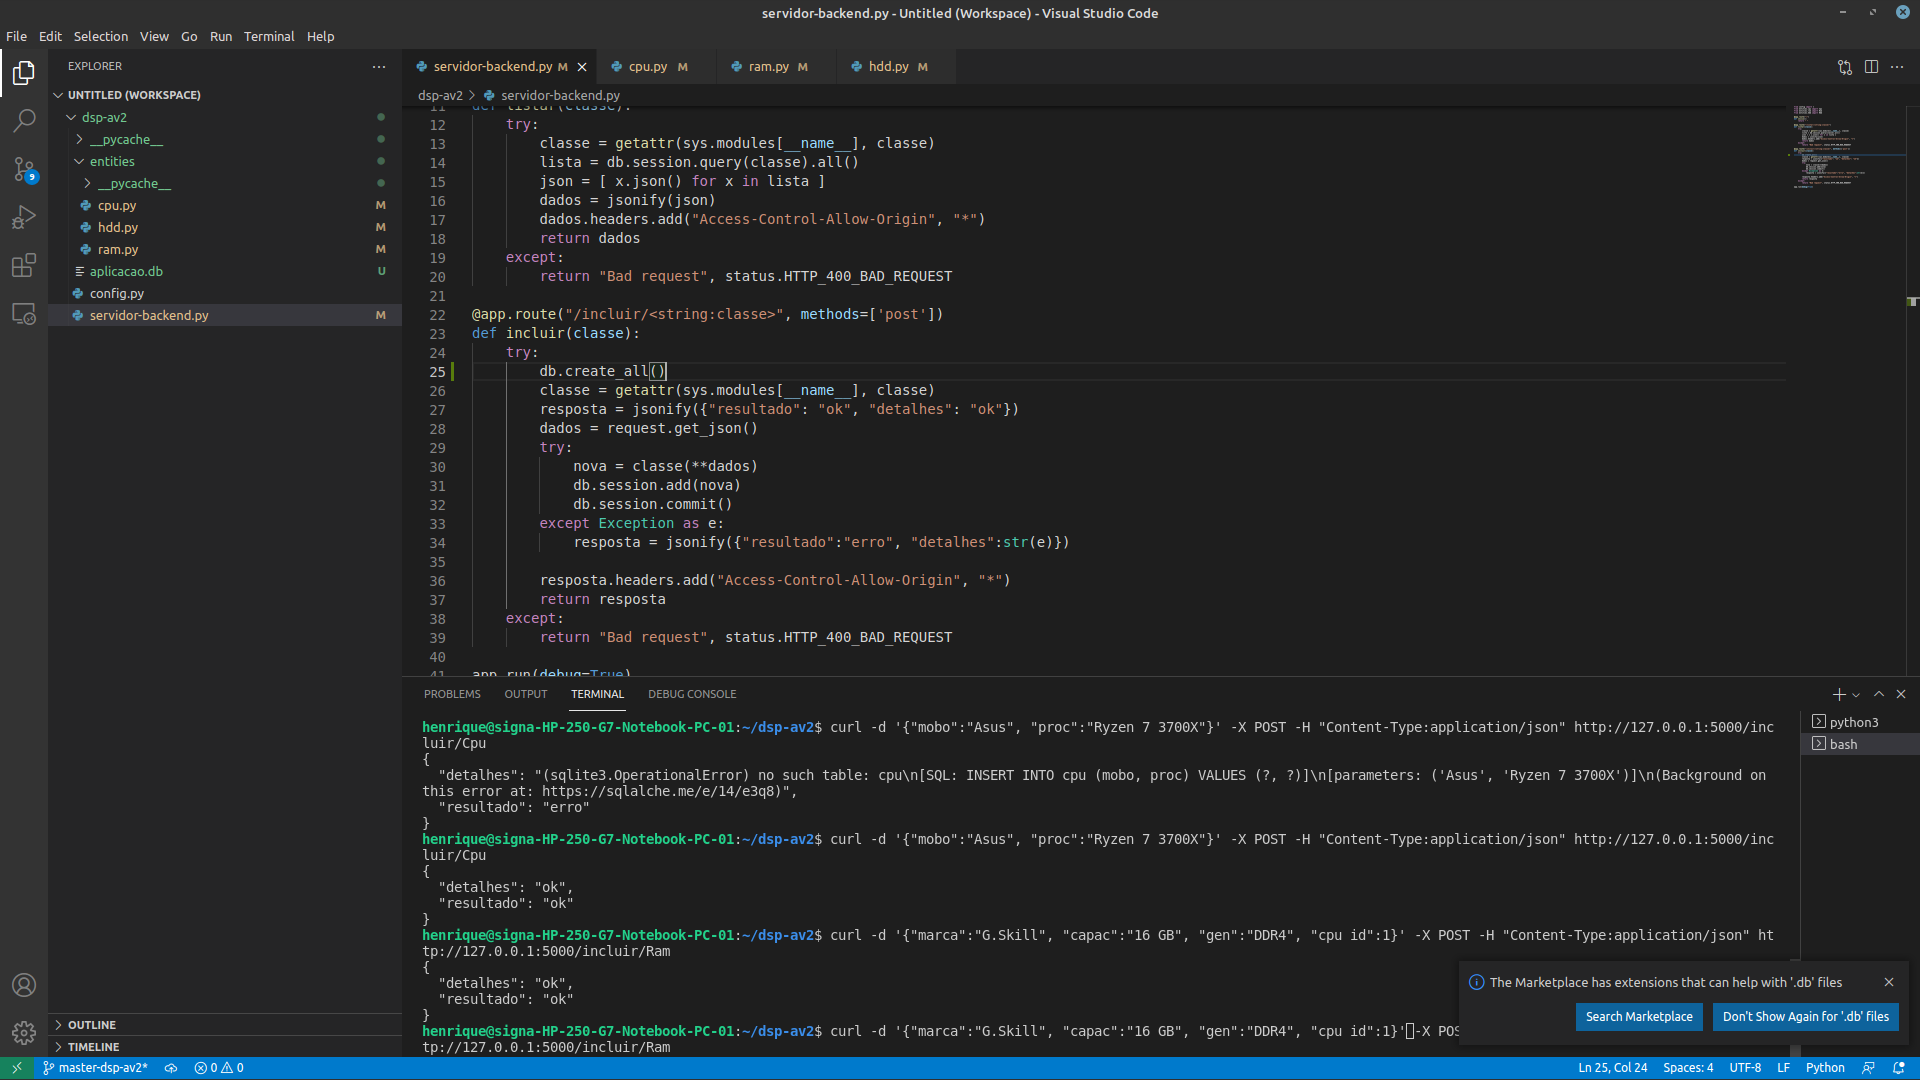 servidor-backend.py - Untitled (Workspace) - Visual Studio Code
File Edit Selection View Go Run Terminal Help
EXPLORER
UNTITLED (WORKSPACE)
dsp-av2
__pycache__
entities
__pycache__
cpu.py M
hdd.py M
ram.py M
aplicacao.db U
config.py
servidor-backend.py M
OUTLINE
TIMELINE
9
servidor-backend.py M cpu.py M ram.py M hdd.py M
dsp-av2 > servidor-backend.py
11 def listar(classe):
12 try:
13 classe = getattr(sys.modules[__name__], classe)
14 lista = db.session.query(classe).all()
15 json = [ x.json() for x in lista ]
16 dados = jsonify(json)
17 dados.headers.add("Access-Control-Allow-Origin", "*")
18 return dados
19 except:
20 return "Bad request", status.HTTP_400_BAD_REQUEST
21
22 @app.route("/incluir/<string:classe>", methods=['post'])
23 def incluir(classe):
24 try:
25 db.create_all()
26 classe = getattr(sys.modules[__name__], classe)
27 resposta = jsonify({"resultado": "ok", "detalhes": "ok"})
28 dados = request.get_json()
29 try:
30 nova = classe(**dados)
31 db.session.add(nova)
32 db.session.commit()
33 except Exception as e:
34 resposta = jsonify({"resultado":"erro", "detalhes":str(e)})
35
36 resposta.headers.add("Access-Control-Allow-Origin", "*")
37 return resposta
38 except:
39 return "Bad request", status.HTTP_400_BAD_REQUEST
40
41 app.run(debug=True)
PROBLEMS OUTPUT TERMINAL DEBUG CONSOLE
henrique@signa-HP-250-G7-Notebook-PC-01:~/dsp-av2$ curl -d '{"mobo":"Asus", "proc":"Ryzen 7 3700X"}' -X POST -H "Content-Type:application/json" http://127.0.0.1:5000/inc
luir/Cpu
{
"detalhes": "(sqlite3.OperationalError) no such table: cpu\n[SQL: INSERT INTO cpu (mobo, proc) VALUES (?, ?)]\n[parameters: ('Asus', 'Ryzen 7 3700X')]\n(Background on
this error at: https://sqlalche.me/e/14/e3q8)",
"resultado": "erro"
}
henrique@signa-HP-250-G7-Notebook-PC-01:~/dsp-av2$ curl -d '{"mobo":"Asus", "proc":"Ryzen 7 3700X"}' -X POST -H "Content-Type:application/json" http://127.0.0.1:5000/inc
luir/Cpu
{
"detalhes": "ok",
"resultado": "ok"
}
henrique@signa-HP-250-G7-Notebook-PC-01:~/dsp-av2$ curl -d '{"marca":"G.Skill", "capac":"16 GB", "gen":"DDR4", "cpu id":1}' -X POST -H "Content-Type:application/json" ht
tp://127.0.0.1:5000/incluir/Ram
{
"detalhes": "ok",
"resultado": "ok"
}
henrique@signa-HP-250-G7-Notebook-PC-01:~/dsp-av2$ curl -d '{"marca":"G.Skill", "capac":"16 GB", "gen":"DDR4", "cpu id":1}' -X POS
tp://127.0.0.1:5000/incluir/Ram
python3
bash
The Marketplace has extensions that can help with '.db' files
Search Marketplace
Don't Show Again for '.db' files
master-dsp-av2* 0 0 Ln 25, Col 24 Spaces: 4 UTF-8 LF Python